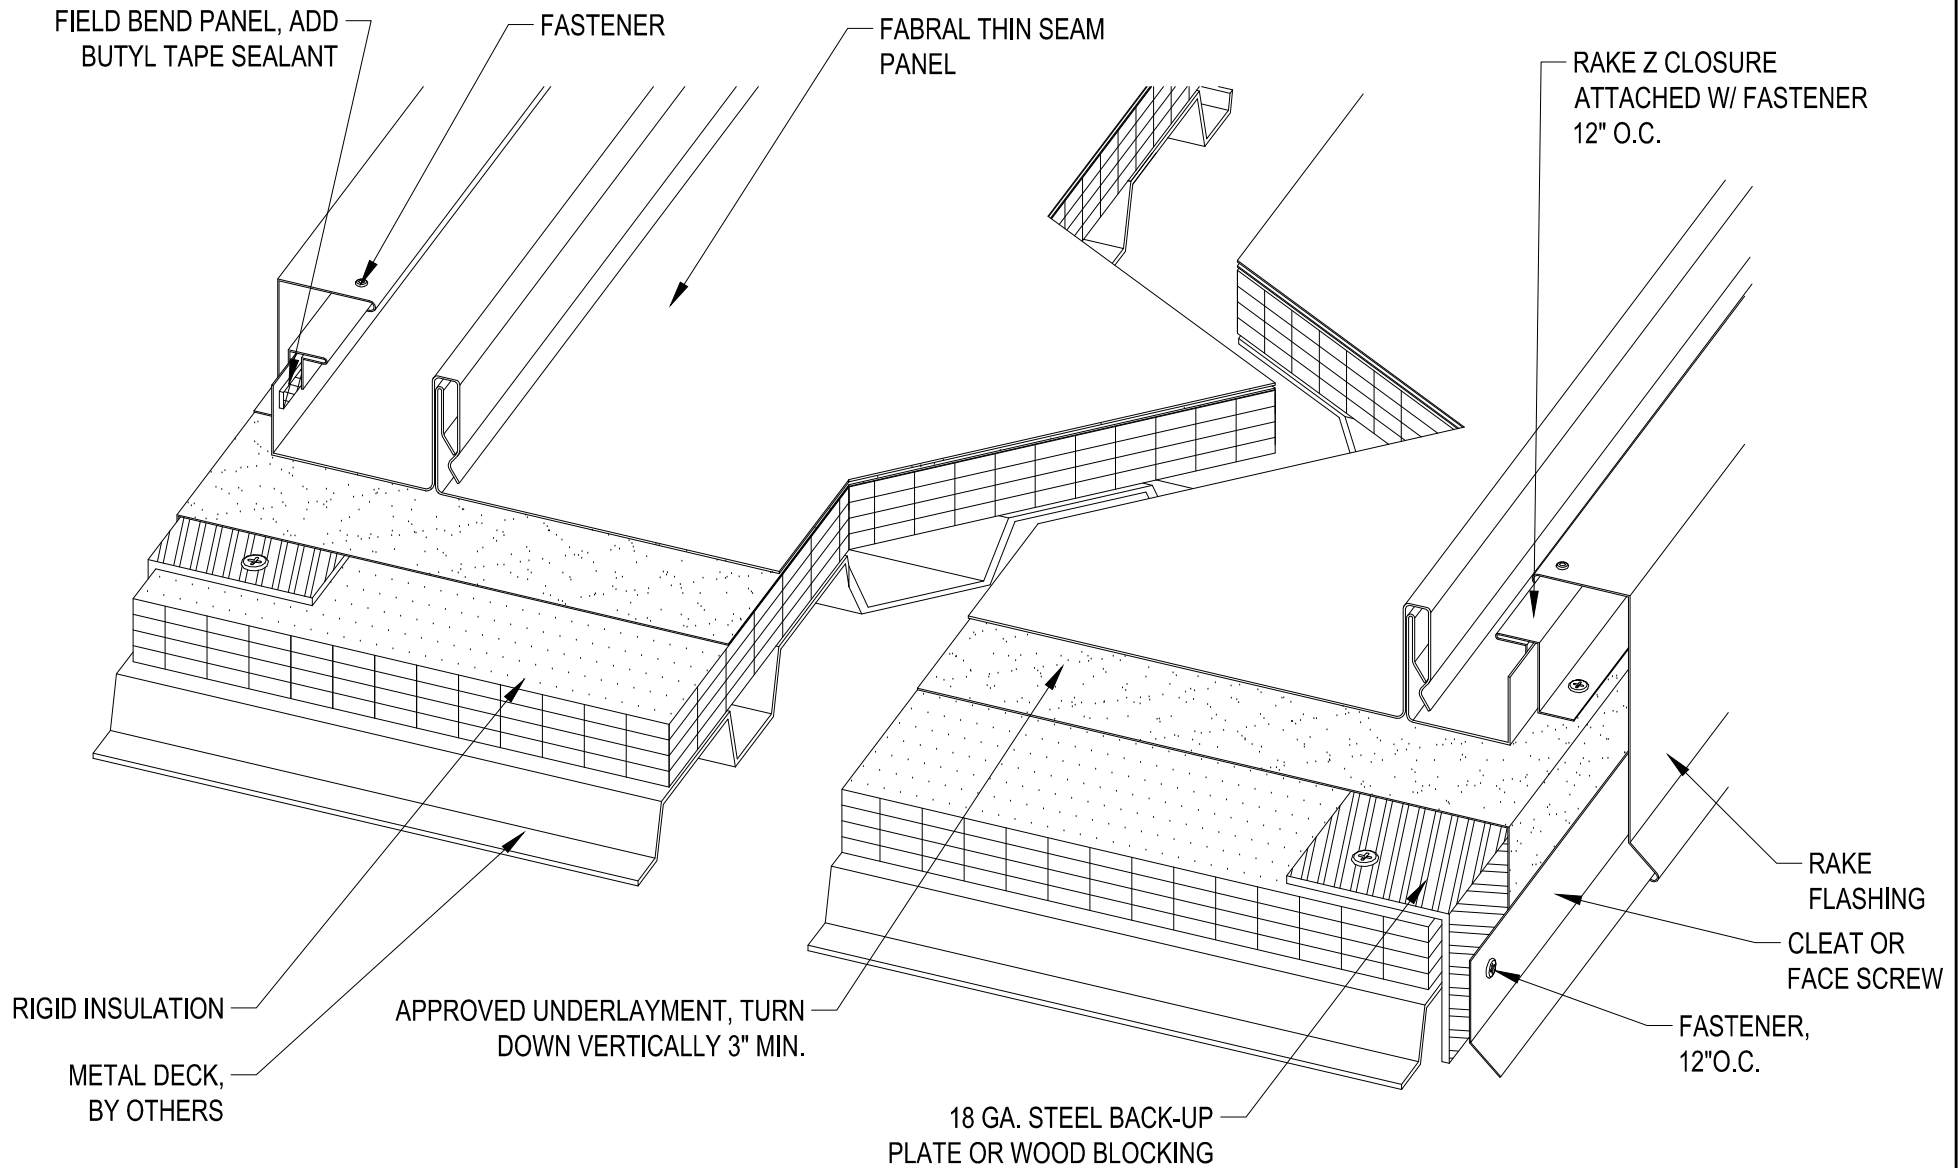 FIELD BEND PANEL, ADD
BUTYL TAPE SEALANT
FASTENER
FABRAL THIN SEAM
PANEL
RAKE Z CLOSURE
ATTACHED W/ FASTENER
12" O.C.
RIGID INSULATION
METAL DECK,
BY OTHERS
APPROVED UNDERLAYMENT, TURN
DOWN VERTICALLY 3" MIN.
18 GA. STEEL BACK-UP
PLATE OR WOOD BLOCKING
RAKE
FLASHING
CLEAT OR
FACE SCREW
FASTENER,
12"O.C.